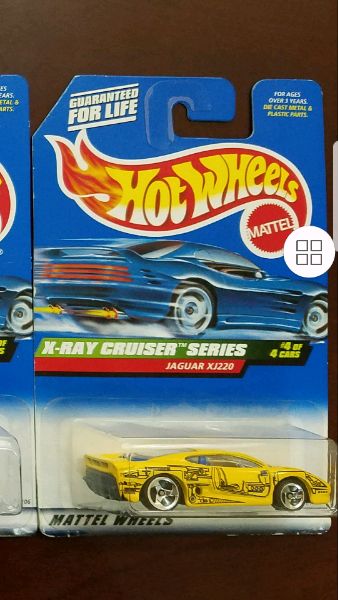 GUARANTEED
FOR LIFE
FOR AGES
OVER 3 YEARS.
DIE CAST METAL &
PLASTIC PARTS.
HOT WHEELS
MATTEL
X-RAY CRUISER™ SERIES
JAGUAR XJ220
#4 OF
4 CARS
MATTEL WHEELS